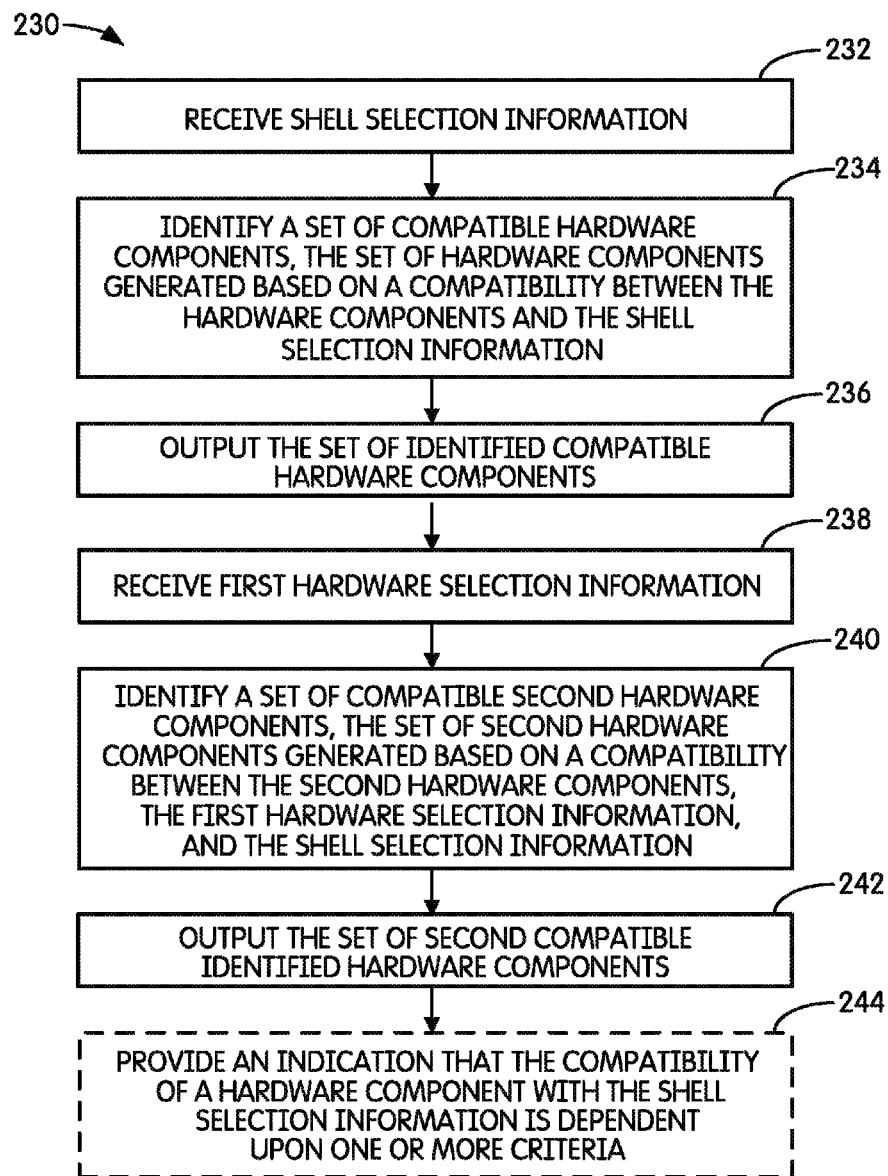 230
232
RECEIVE SHELL SELECTION INFORMATION
234
IDENTIFY A SET OF COMPATIBLE HARDWARE
COMPONENTS, THE SET OF HARDWARE COMPONENTS
GENERATED BASED ON A COMPATIBILITY BETWEEN THE
HARDWARE COMPONENTS AND THE SHELL
SELECTION INFORMATION
236
OUTPUT THE SET OF IDENTIFIED COMPATIBLE
HARDWARE COMPONENTS
238
RECEIVE FIRST HARDWARE SELECTION INFORMATION
240
IDENTIFY A SET OF COMPATIBLE SECOND HARDWARE
COMPONENTS, THE SET OF SECOND HARDWARE
COMPONENTS GENERATED BASED ON A COMPATIBILITY
BETWEEN THE SECOND HARDWARE COMPONENTS,
THE FIRST HARDWARE SELECTION INFORMATION,
AND THE SHELL SELECTION INFORMATION
242
OUTPUT THE SET OF SECOND COMPATIBLE
IDENTIFIED HARDWARE COMPONENTS
244
PROVIDE AN INDICATION THAT THE COMPATIBILITY
OF A HARDWARE COMPONENT WITH THE SHELL
SELECTION INFORMATION IS DEPENDENT
UPON ONE OR MORE CRITERIA